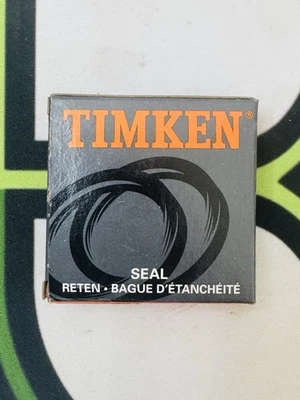 TIMKEN®
SEAL
RETEN • BAGUE D'ÉTANCHÉITÉ